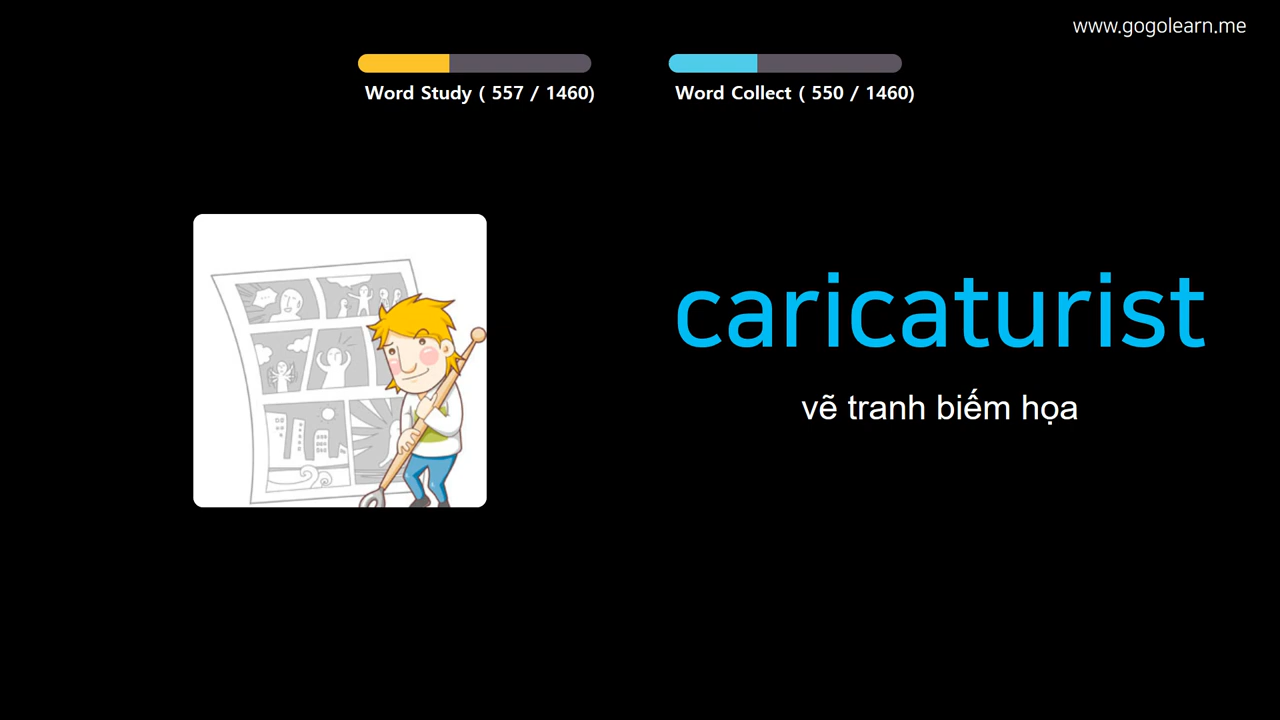 www.gogolearn.me
Word Study ( 557 / 1460)
Word Collect ( 550 / 1460)
caricaturist
vẽ tranh biếm họa